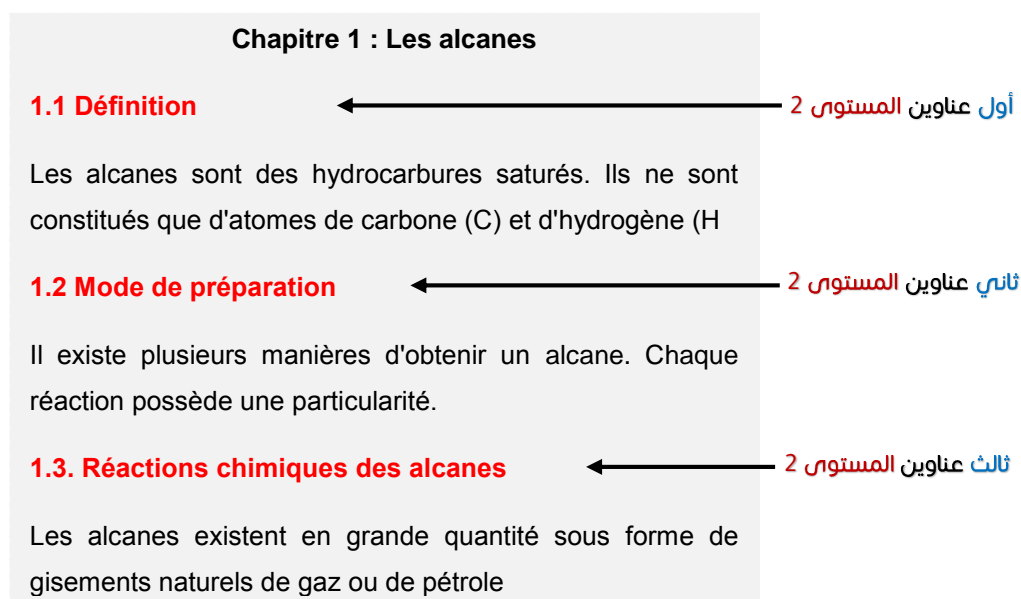 Chapitre 1 : Les alcanes
1.1 Définition
أول عناوين المستوى 2
Les alcanes sont des hydrocarbures saturés. Ils ne sont
constitués que d'atomes de carbone (C) et d'hydrogène (H
1.2 Mode de préparation
ثاني عناوين المستوى 2
Il existe plusieurs manières d'obtenir un alcane. Chaque
réaction possède une particularité.
1.3. Réactions chimiques des alcanes
ثالث عناوين المستوى 2
Les alcanes existent en grande quantité sous forme de
gisements naturels de gaz ou de pétrole